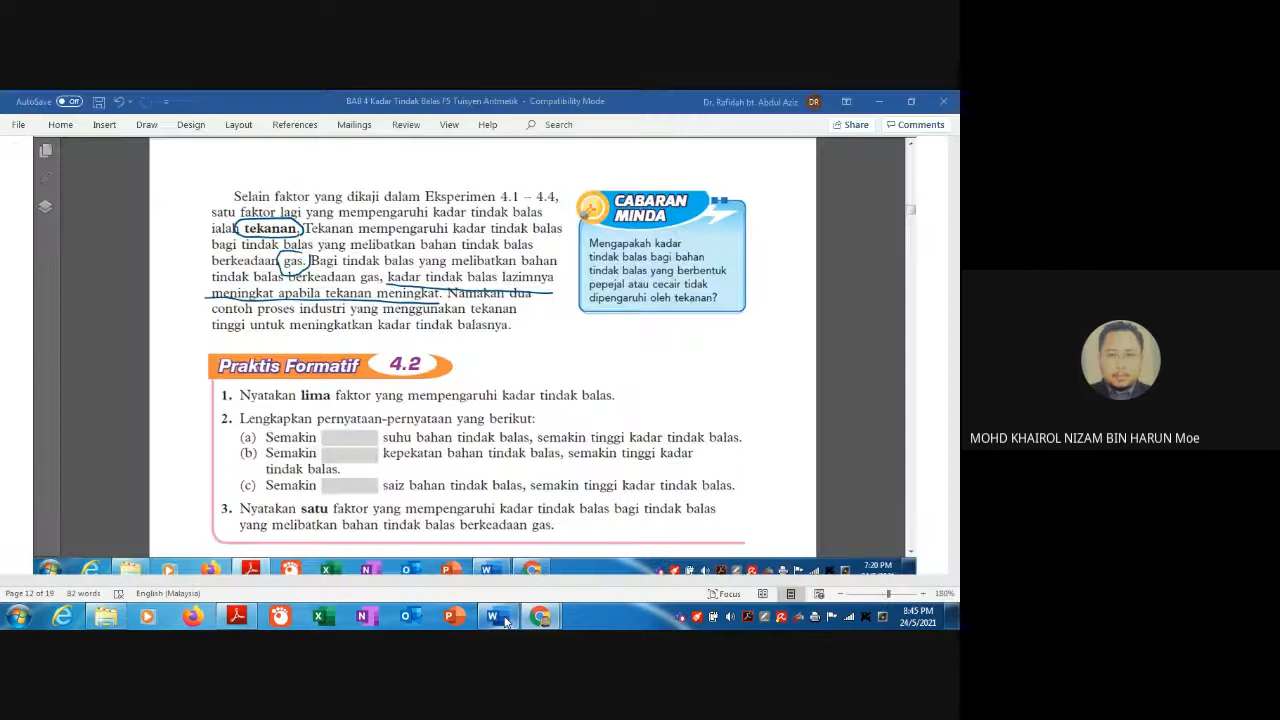 AutoSave Off
BAB 4 Kadar Tindak Balas F5 Tuisyen Aritmetik - Compatibility Mode
Dr. Rafidah bt. Abdul Aziz DR
File Home Insert Draw Design Layout References Mailings Review View Help Search Share Comments
Selain faktor yang dikaji dalam Eksperimen 4.1 – 4.4,
satu faktor lagi yang mempengaruhi kadar tindak balas
ialah tekanan. Tekanan mempengaruhi kadar tindak balas
bagi tindak balas yang melibatkan bahan tindak balas
berkeadaan gas. Bagi tindak balas yang melibatkan bahan
tindak balas berkeadaan gas, kadar tindak balas lazimnya
meningkat apabila tekanan meningkat. Namakan dua
contoh proses industri yang menggunakan tekanan
tinggi untuk meningkatkan kadar tindak balasnya.
CABARAN
MINDA
Mengapakah kadar
tindak balas bagi bahan
tindak balas yang berbentuk
pepejal atau cecair tidak
dipengaruhi oleh tekanan?
Praktis Formatif 4.2
1. Nyatakan lima faktor yang mempengaruhi kadar tindak balas.
2. Lengkapkan pernyataan-pernyataan yang berikut:
(a) Semakin suhu bahan tindak balas, semakin tinggi kadar tindak balas.
(b) Semakin kepekatan bahan tindak balas, semakin tinggi kadar
tindak balas.
(c) Semakin saiz bahan tindak balas, semakin tinggi kadar tindak balas.
3. Nyatakan satu faktor yang mempengaruhi kadar tindak balas bagi tindak balas
yang melibatkan bahan tindak balas berkeadaan gas.
7:20 PM
Page 12 of 19 82 words English (Malaysia) Focus 180%
8:45 PM
24/5/2021
MOHD KHAIROL NIZAM BIN HARUN Moe